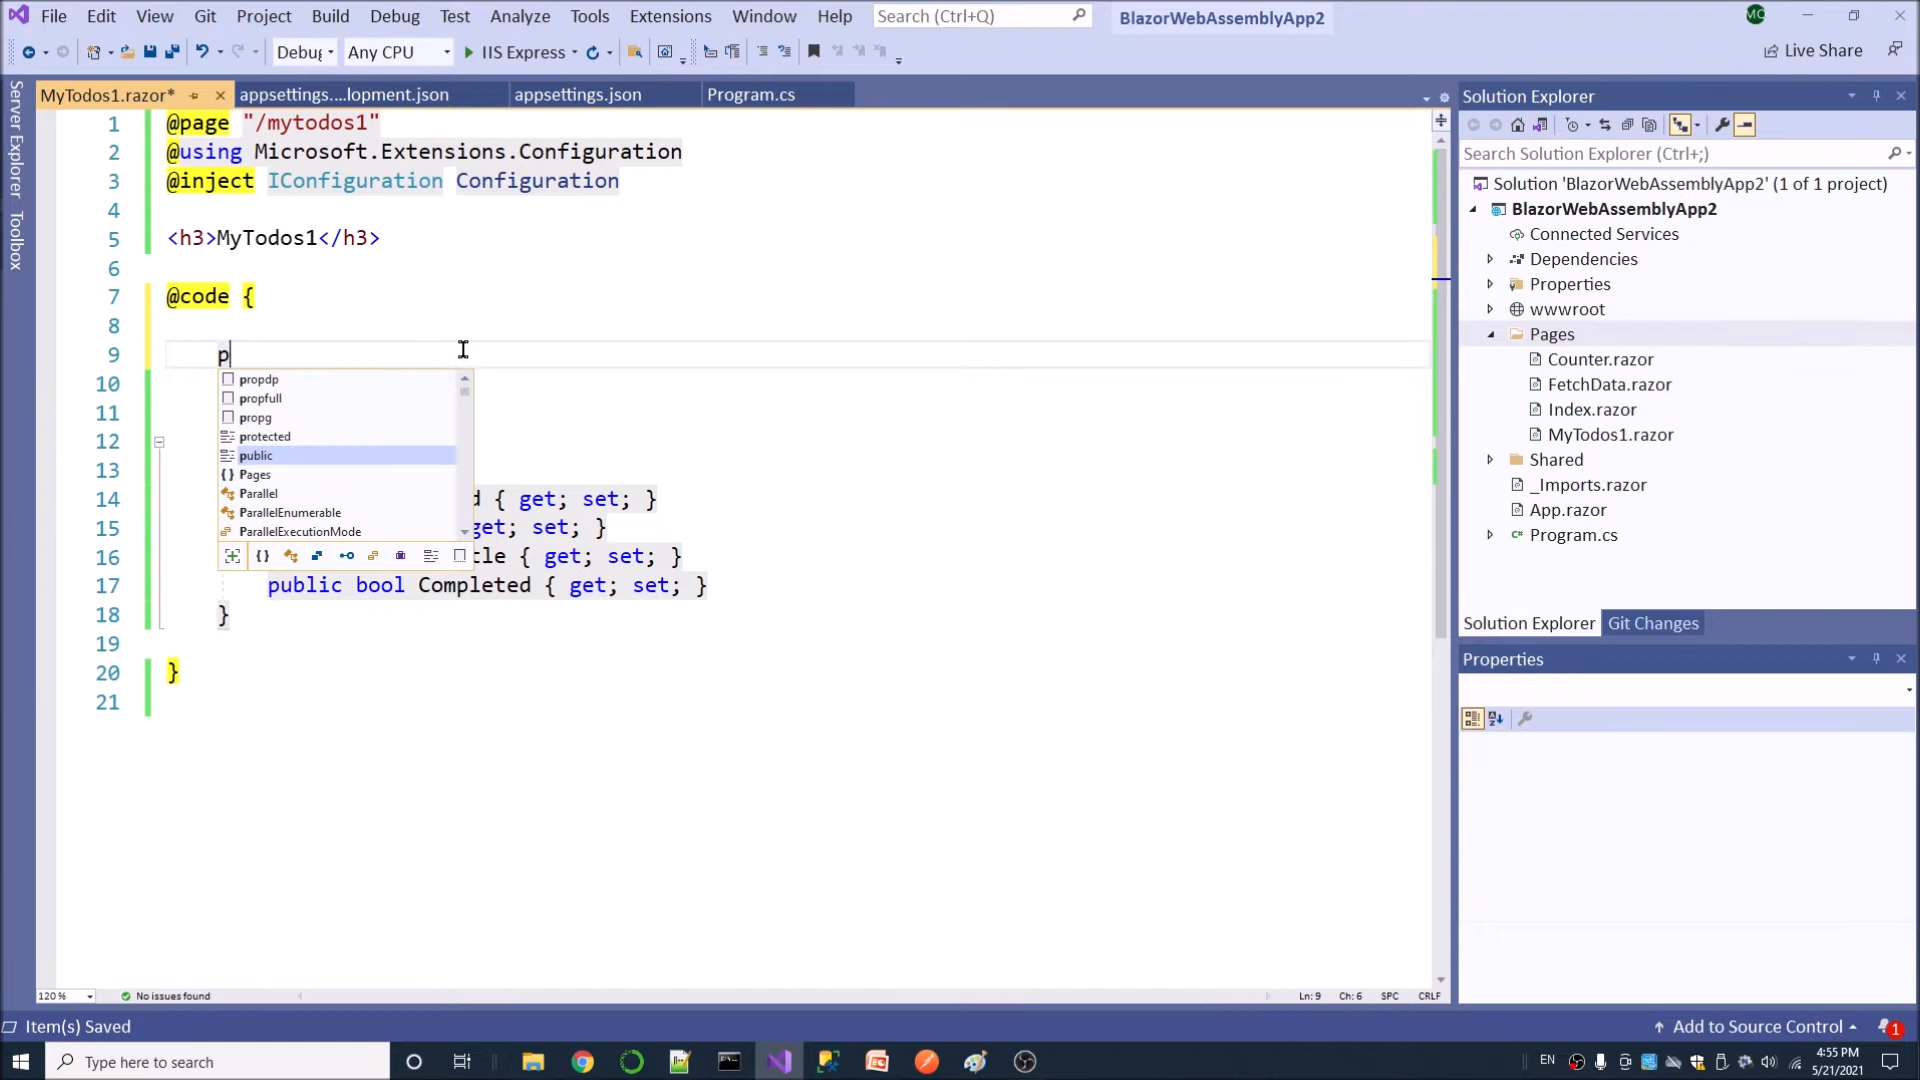 File Edit View Git Project Build Debug Test Analyze Tools Extensions Window Help Search (Ctrl+Q) BlazorWebAssemblyApp2 MC
Debug Any CPU IIS Express Live Share
Server Explorer
Toolbox
MyTodos1.razor* appsettings....lopment.json appsettings.json Program.cs
1 @page "/mytodos1"
2 @using Microsoft.Extensions.Configuration
3 @inject IConfiguration Configuration
4
5 <h3>MyTodos1</h3>
6
7 @code {
8
9 p
10
11
12
13
14 d { get; set; }
15 get; set; }
16 tle { get; set; }
17 public bool Completed { get; set; }
18 }
19
20 }
21
propdp
propfull
propg
protected
public
Pages
Parallel
ParallelEnumerable
ParallelExecutionMode
120 % No issues found Ln: 9 Ch: 6 SPC CRLF
Solution Explorer
Search Solution Explorer (Ctrl+;)
Solution 'BlazorWebAssemblyApp2' (1 of 1 project)
BlazorWebAssemblyApp2
Connected Services
Dependencies
Properties
wwwroot
Pages
Counter.razor
FetchData.razor
Index.razor
MyTodos1.razor
Shared
_Imports.razor
App.razor
Program.cs
Solution Explorer Git Changes
Properties
Item(s) Saved Add to Source Control 1
Type here to search EN 4:55 PM
5/21/2021